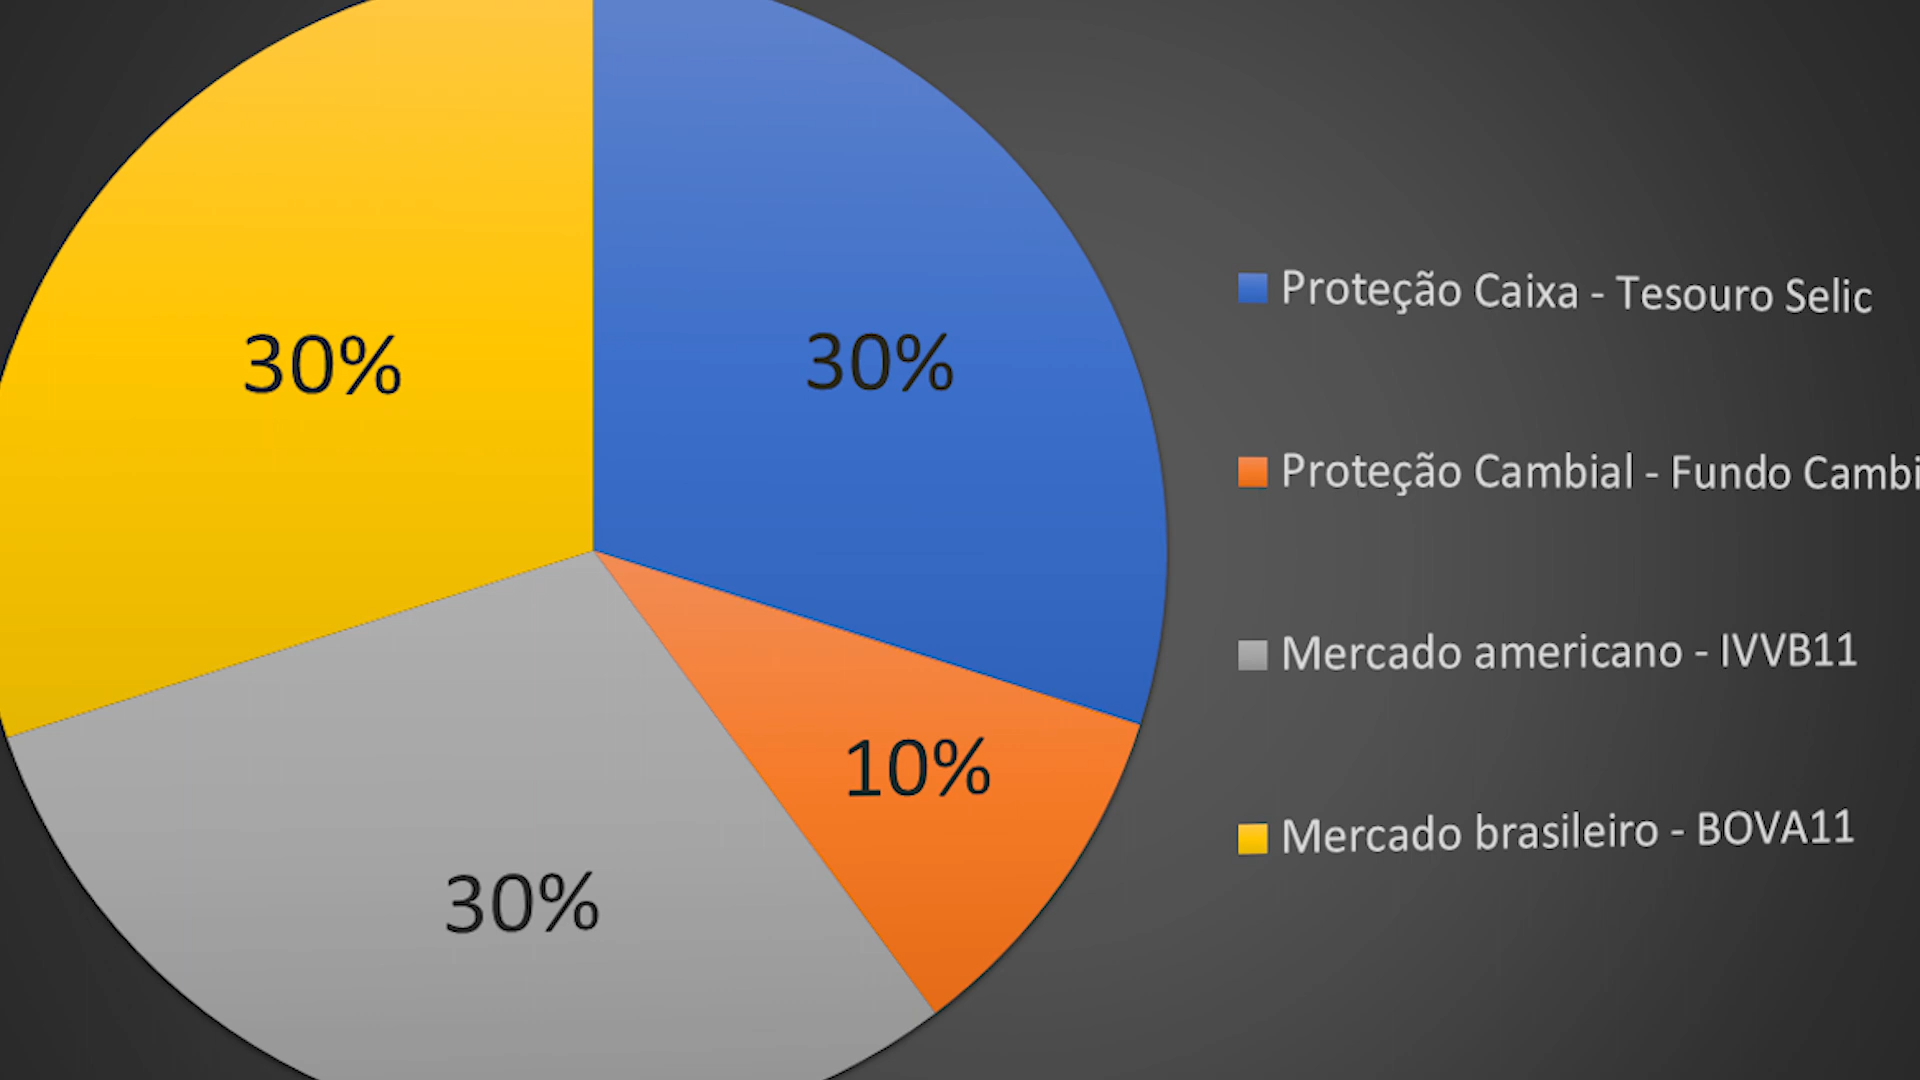 30%
30%
10%
30%
Proteção Caixa - Tesouro Selic
Proteção Cambial - Fundo Cambi
Mercado americano - IVVB11
Mercado brasileiro - BOVA11